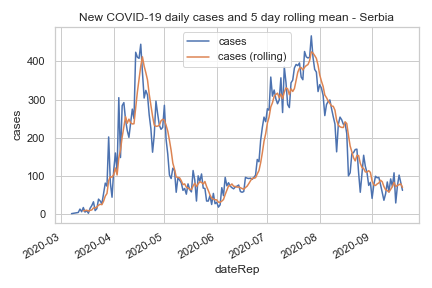 New COVID-19 daily cases and 5 day rolling mean - Serbia
cases
cases (rolling)
cases
400
300
200
100
0
2020-03
2020-04
2020-05
2020-06
2020-07
2020-08
2020-09
dateRep